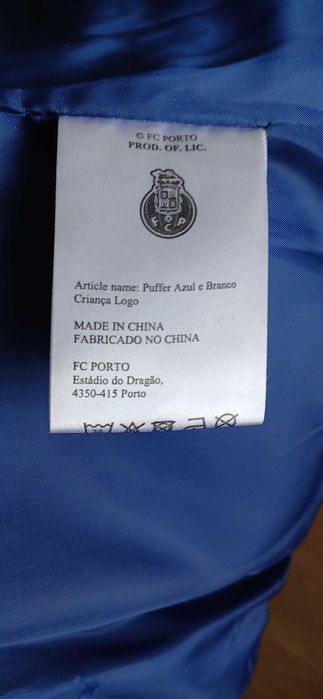 © FC PORTO
PROD. OF. LIC.
F C P
Article name: Puffer Azul e Branco
Criança Logo
MADE IN CHINA
FABRICADO NO CHINA
FC PORTO
Estádio do Dragão,
4350-415 Porto
30